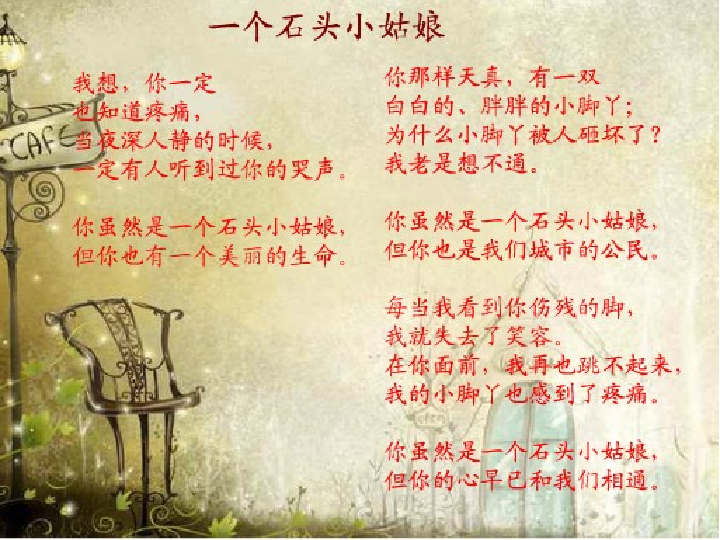 一个石头小姑娘
CAFE
我想，你一定
也知道疼痛，
当夜深人静的时候，
一定有人听到过你的哭声。
你虽然是一个石头小姑娘，
但你也有一个美丽的生命。
你那样天真，有一双
白白的、胖胖的小脚丫；
为什么小脚丫被人砸坏了？
我老是想不通。
你虽然是一个石头小姑娘，
但你也是我们城市的公民。
每当我看到你伤残的脚，
我就失去了笑容。
在你面前，我再也跳不起来，
我的小脚丫也感到了疼痛。
你虽然是一个石头小姑娘，
但你的心早已和我们相通。